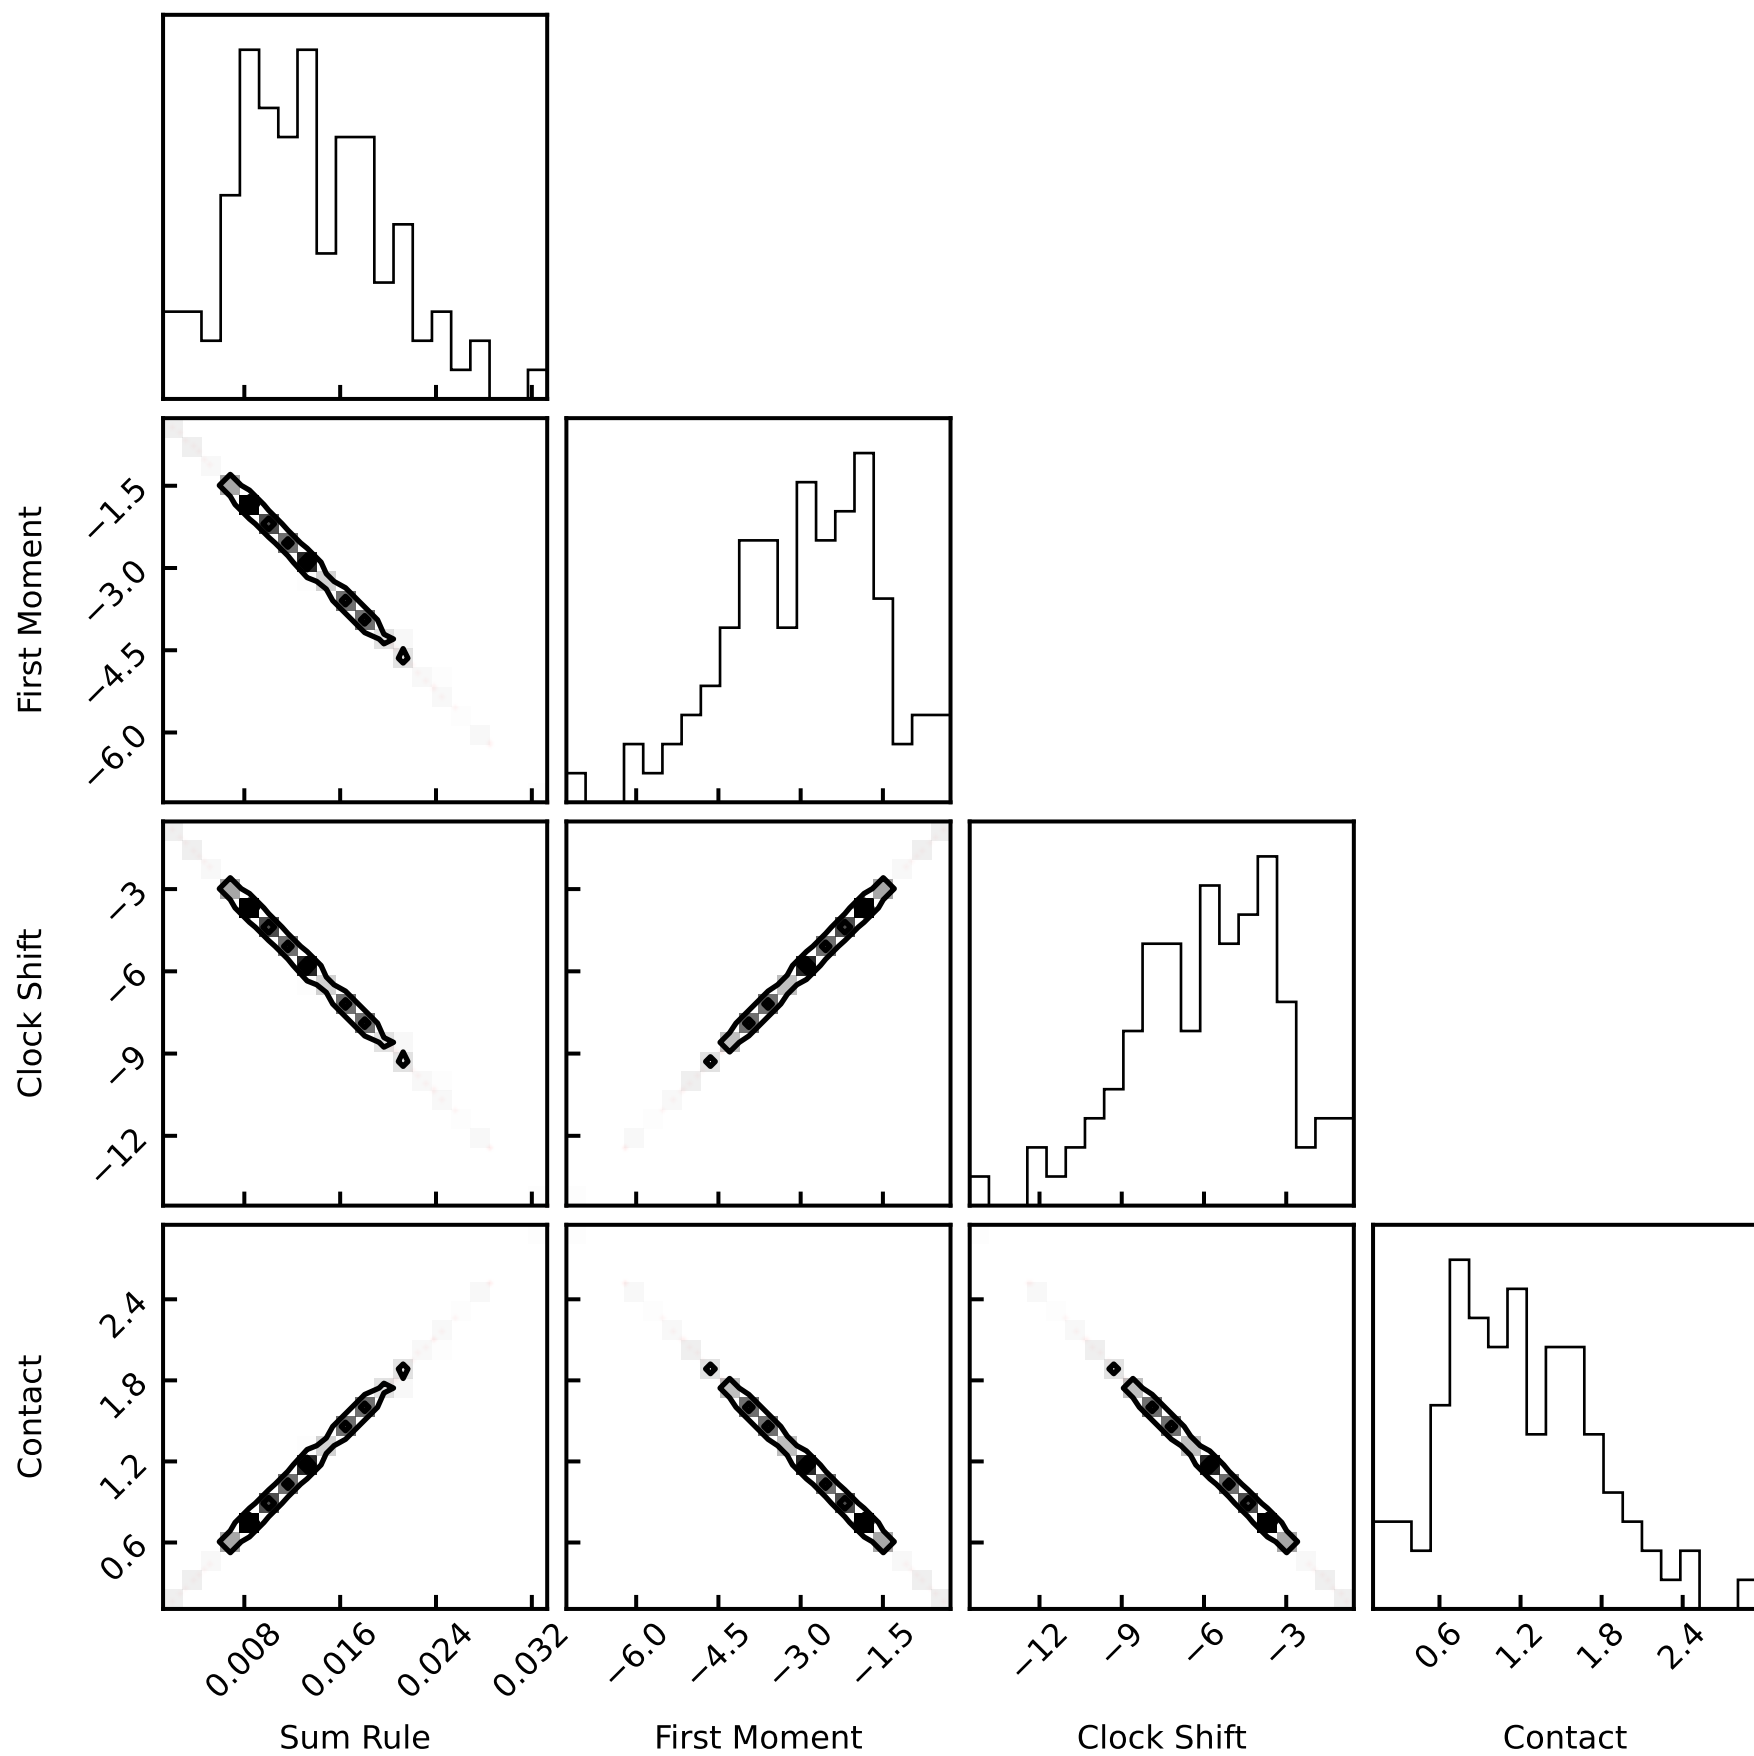 First Moment
−1.5
−3.0
−4.5
−6.0
Clock Shift
−3
−6
−9
−12
Contact
2.4
1.8
1.2
0.6
0.008 0.016 0.024 0.032 −6.0 −4.5 −3.0 −1.5 −12 −9 −6 −3 0.6 1.2 1.8 2.4
Sum Rule First Moment Clock Shift Contact